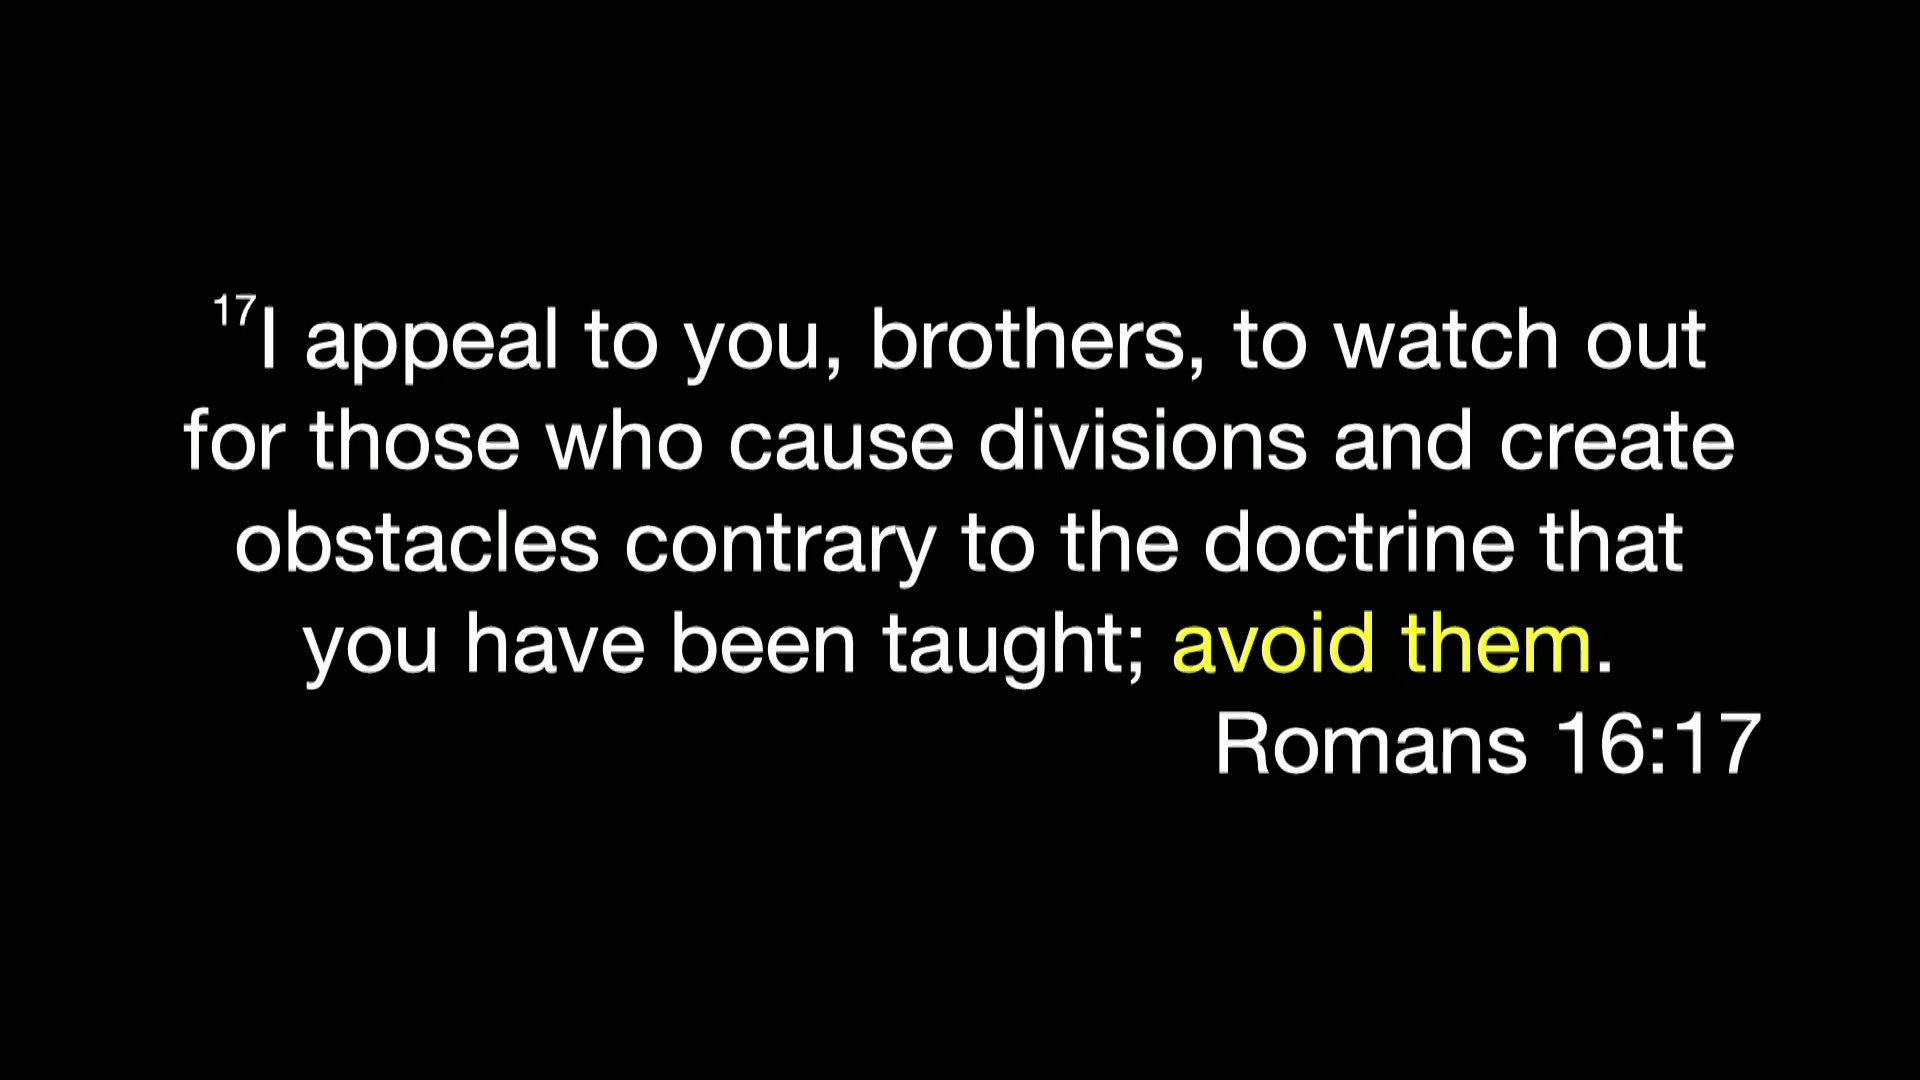 17I appeal to you, brothers, to watch out
for those who cause divisions and create
obstacles contrary to the doctrine that
you have been taught; avoid them.
Romans 16:17